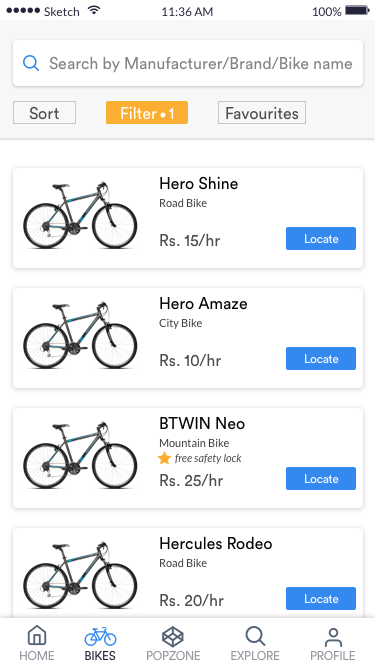 Sketch 11:36 AM 100%
Search by Manufacturer/Brand/Bike name
Sort Filter • 1 Favourites
Hero Shine
Road Bike
Rs. 15/hr Locate
Hero Amaze
City Bike
Rs. 10/hr Locate
BTWIN Neo
Mountain Bike
free safety lock
Rs. 25/hr Locate
Hercules Rodeo
Road Bike
Rs. 20/hr Locate
HOME BIKES POPZONE EXPLORE PROFILE